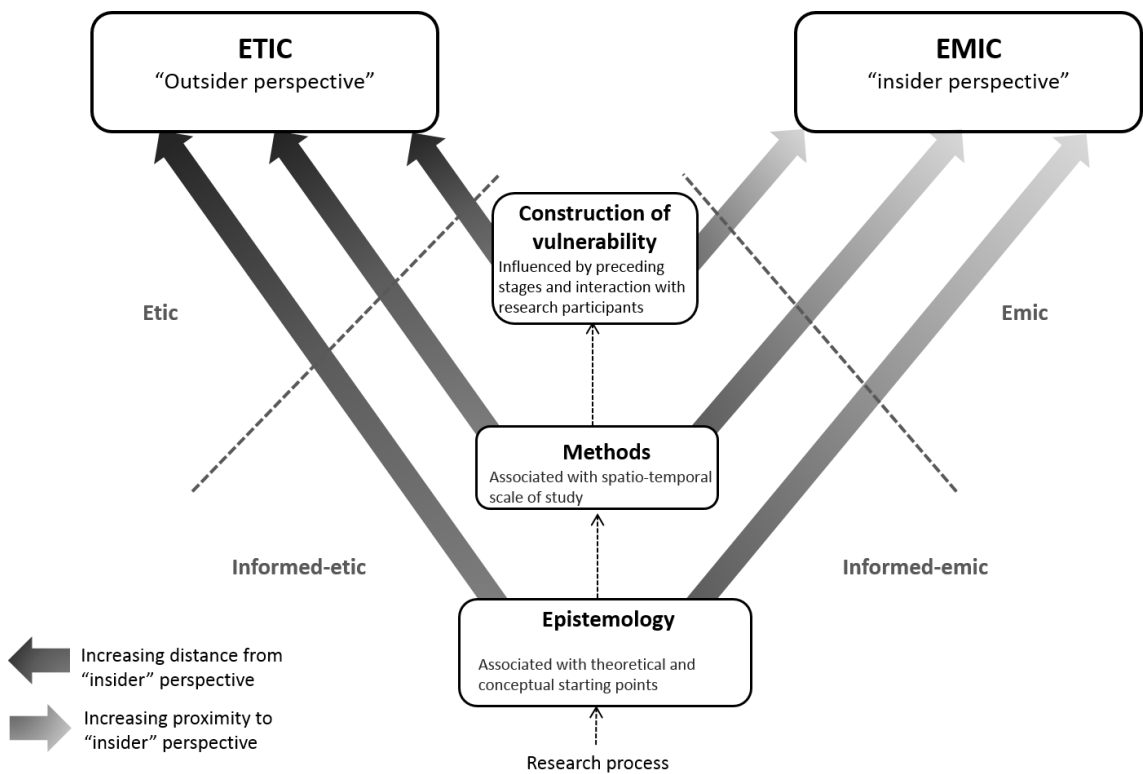 ETIC
“Outsider perspective”
EMIC
“insider perspective”
Construction of
vulnerability
Influenced by preceding
stages and interaction with
research participants
Etic
Emic
Methods
Associated with spatio-temporal
scale of study
Informed-etic
Informed-emic
Epistemology
Associated with theoretical and
conceptual starting points
Increasing distance from
“insider” perspective
Increasing proximity to
“insider” perspective
Research process